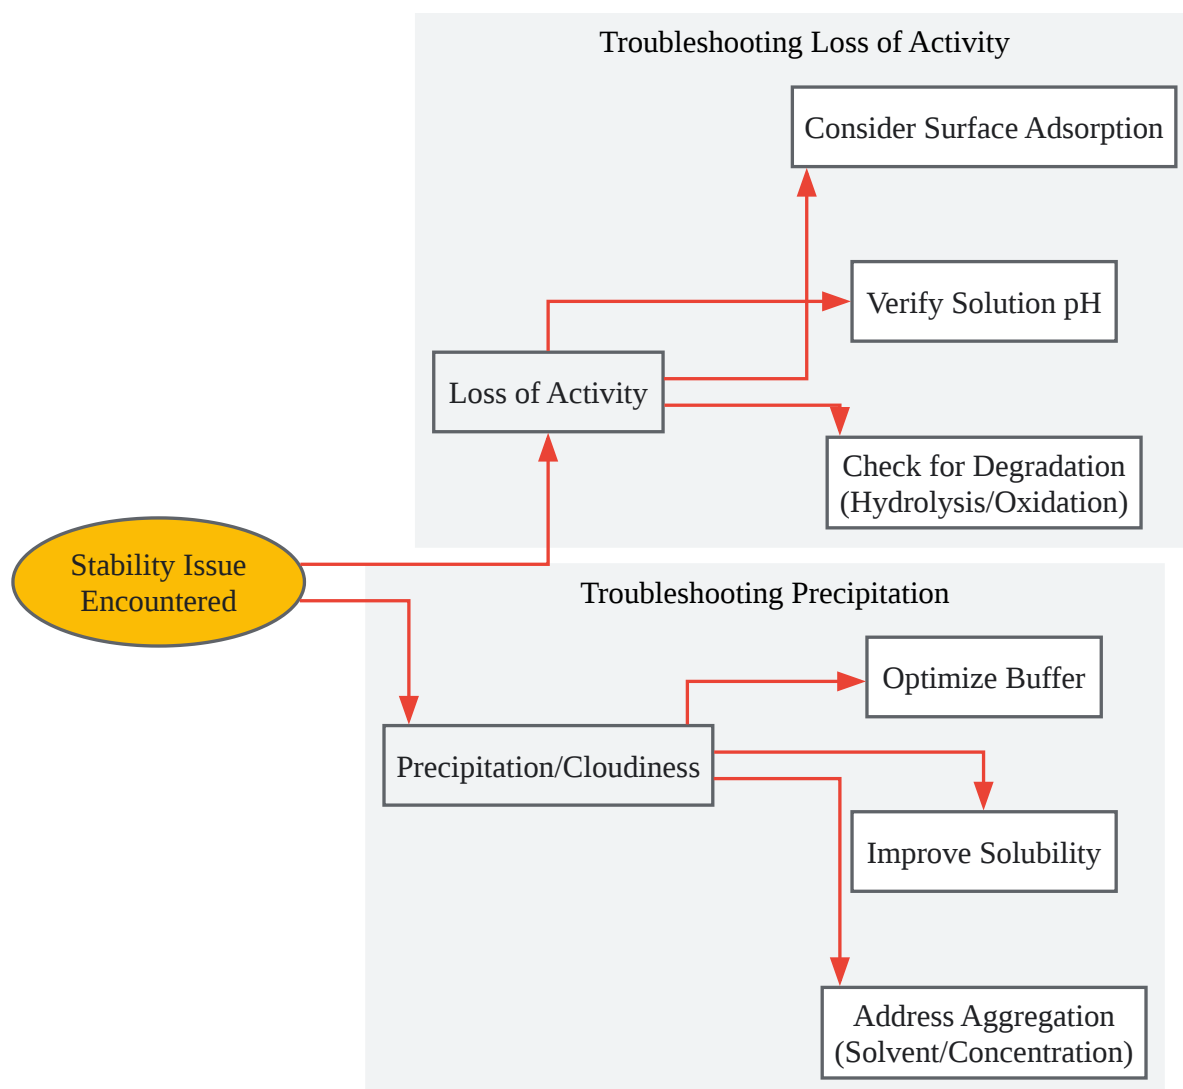 Troubleshooting Loss of Activity
Consider Surface Adsorption
Verify Solution pH
Loss of Activity
Check for Degradation
(Hydrolysis/Oxidation)
Stability Issue
Encountered
Troubleshooting Precipitation
Optimize Buffer
Precipitation/Cloudiness
Improve Solubility
Address Aggregation
(Solvent/Concentration)